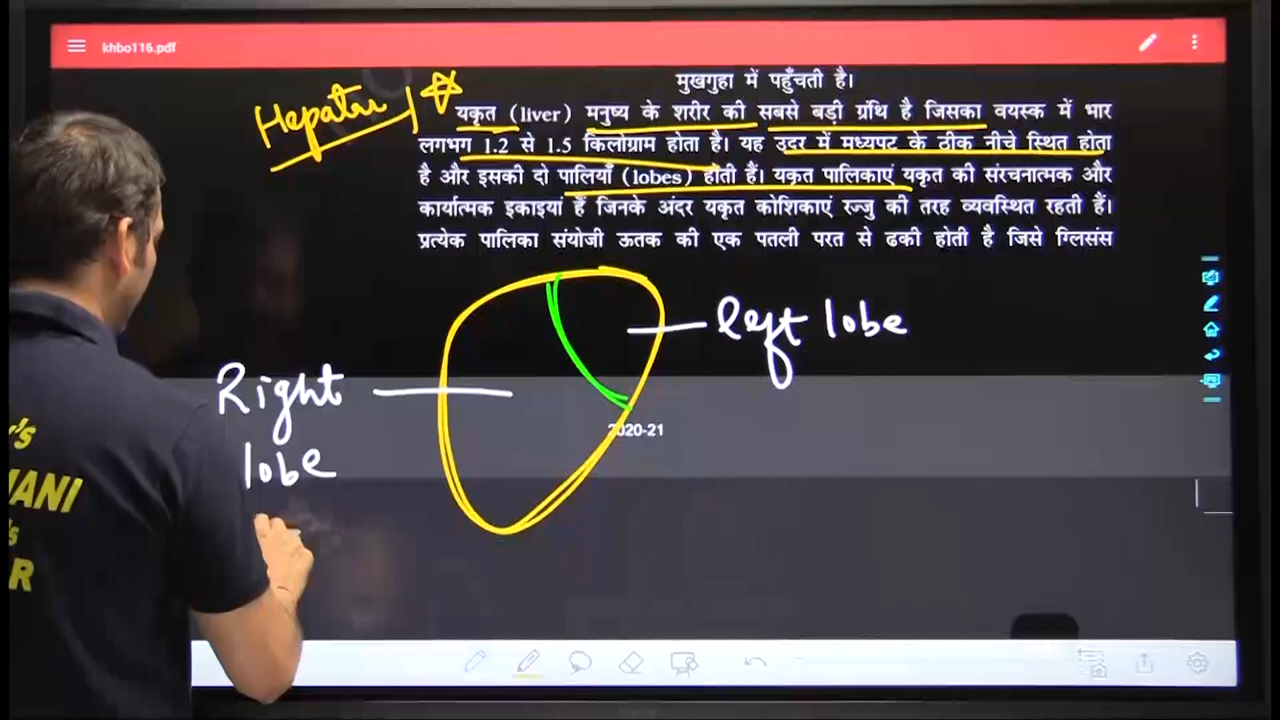 khbo116.pdf
मुखगुहा में पहुँचती है।
Hepatic
यकृत (liver) मनुष्य के शरीर की सबसे बड़ी ग्रंथि है जिसका वयस्क में भार
लगभग 1.2 से 1.5 किलोग्राम होता है। यह उदर में मध्यपट के ठीक नीचे स्थित होता
है और इसकी दो पालियाँ (lobes) होती हैं। यकृत पालिकाएं यकृत की संरचनात्मक और
कार्यात्मक इकाइयां हैं जिनके अंदर यकृत कोशिकाएं रज्जु की तरह व्यवस्थित रहती हैं।
प्रत्येक पालिका संयोजी ऊतक की एक पतली परत से ढकी होती है जिसे ग्लिसंस
left lobe
Right
lobe
2020-21